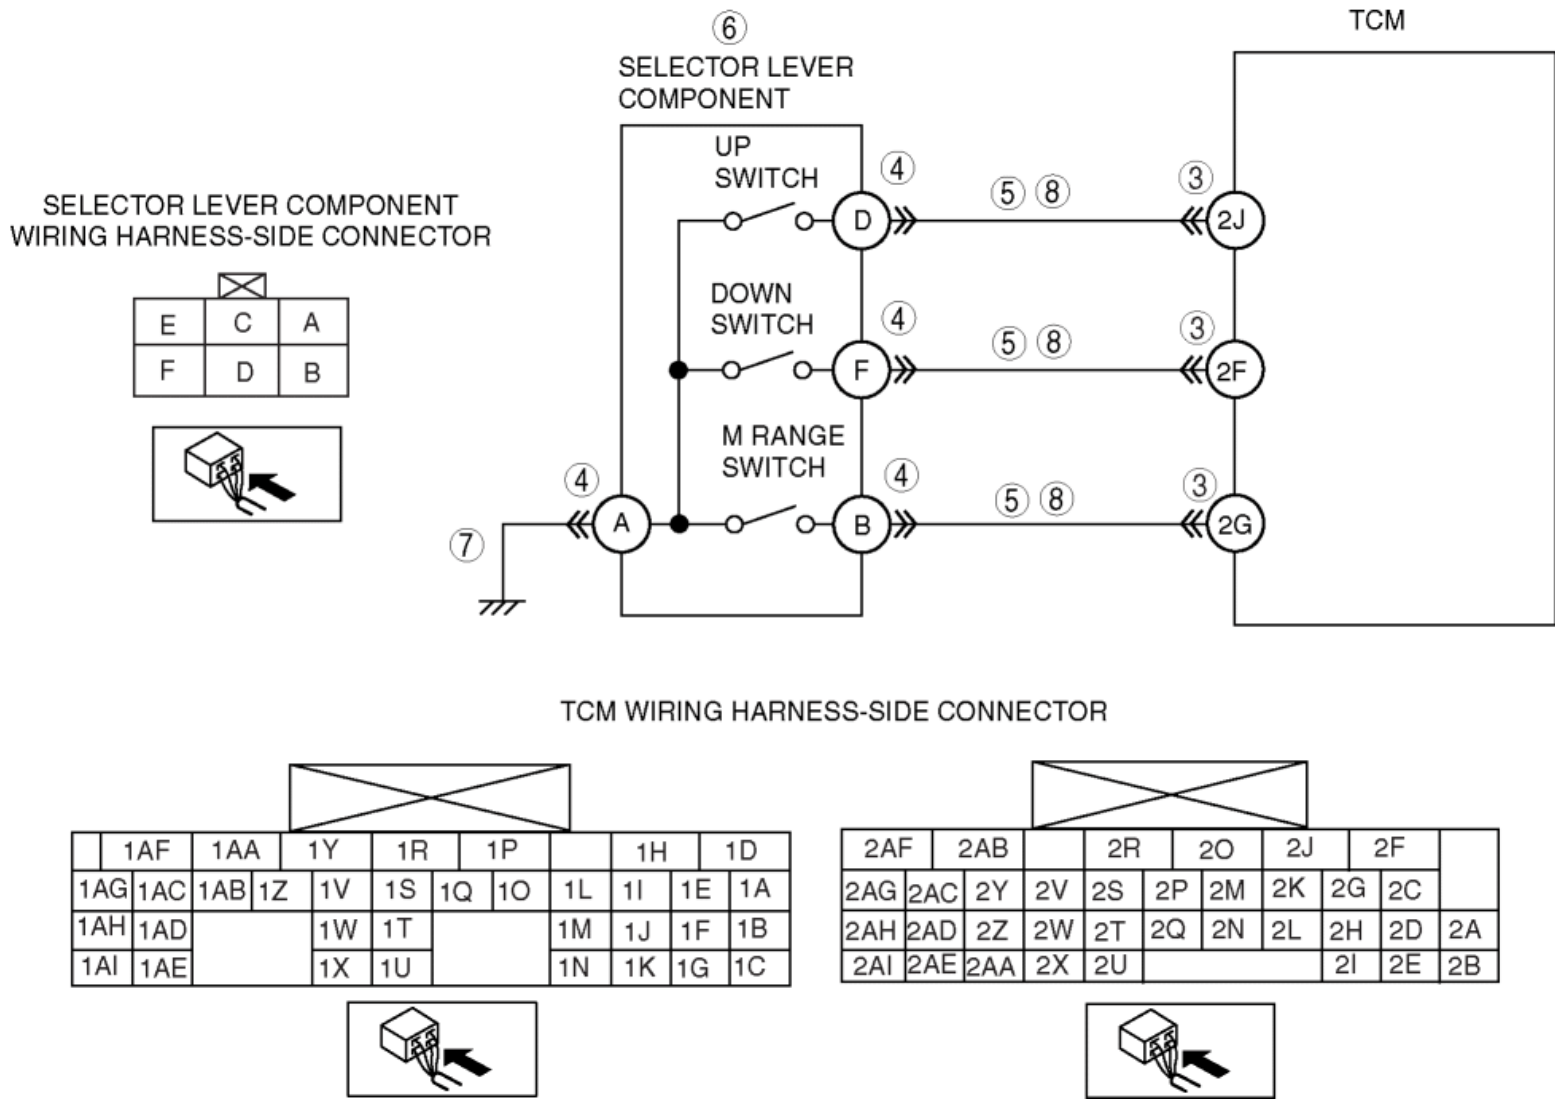 ⑥
TCM
SELECTOR LEVER
COMPONENT
UP
SWITCH
④
⑤ ⑧
③
D
2J
SELECTOR LEVER COMPONENT
WIRING HARNESS-SIDE CONNECTOR
E C A
F D B
DOWN
SWITCH
④
⑤ ⑧
③
F
2F
M RANGE
SWITCH
④
④
⑤ ⑧
③
A
B
2G
⑦
TCM WIRING HARNESS-SIDE CONNECTOR
1AF 1AA 1Y 1R 1P 1H 1D
1AG 1AC 1AB 1Z 1V 1S 1Q 1O 1L 1I 1E 1A
1AH 1AD 1W 1T 1M 1J 1F 1B
1AI 1AE 1X 1U 1N 1K 1G 1C
2AF 2AB 2R 2O 2J 2F
2AG 2AC 2Y 2V 2S 2P 2M 2K 2G 2C
2AH 2AD 2Z 2W 2T 2Q 2N 2L 2H 2D 2A
2AI 2AE 2AA 2X 2U 2I 2E 2B